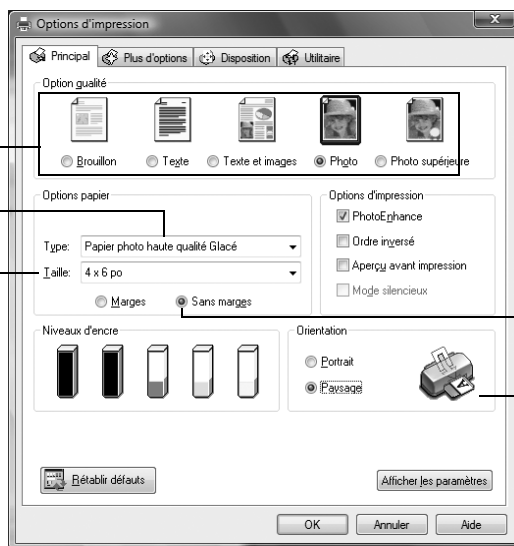 Options d'impression
Principal
Plus d'options
Disposition
Utilitaire
Option qualité
Brouillon
Texte
Texte et images
Photo
Photo supérieure
Options papier
Type: Papier photo haute qualité Glacé
Taille: 4 x 6 po
Marges
Sans marges
Options d'impression
PhotoEnhance
Ordre inversé
Aperçu avant impression
Mode silencieux
Niveaux d'encre
Orientation
Portrait
Paysage
Rétablir défauts
Afficher les paramètres
OK
Annuler
Aide